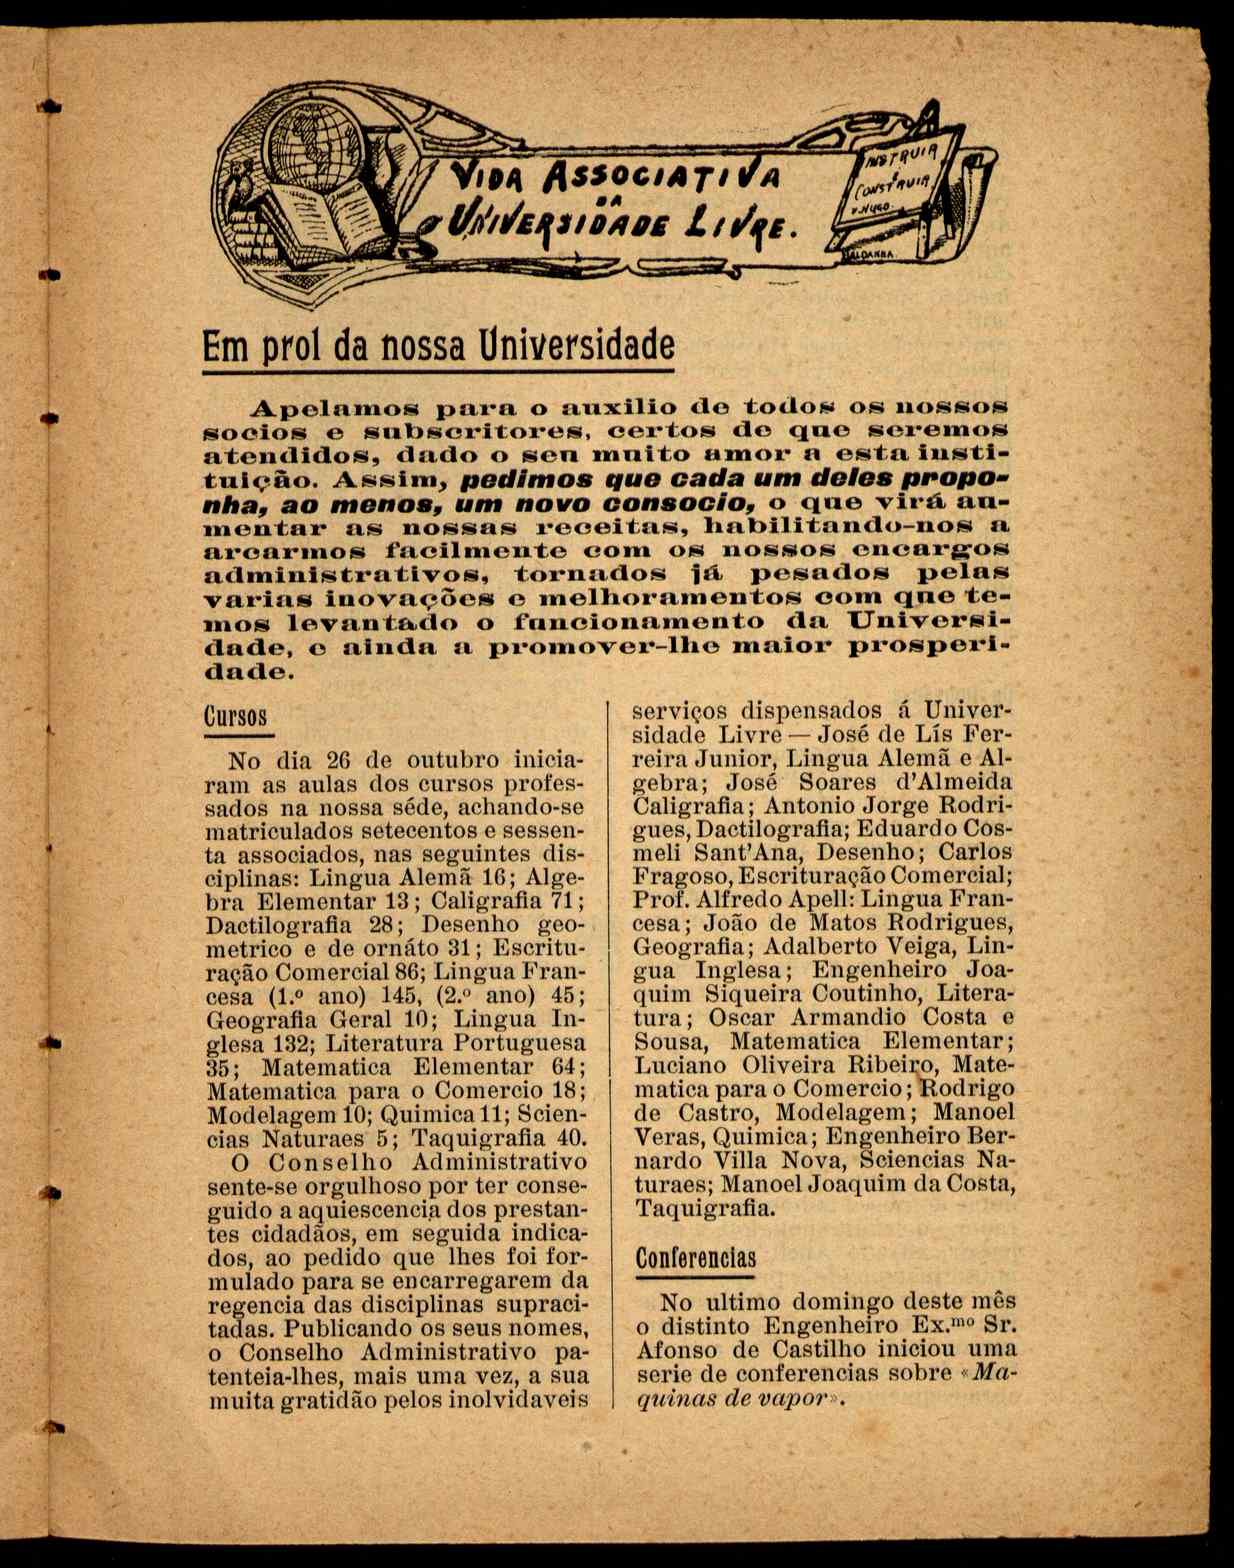 VIDA ASSOCIATIVA
DA
UNIVERSIDADE LIVRE.
INSTRUIR
É
CONSTRUIR
V. HUGO.
Em prol da nossa Universidade
Apelamos para o auxilio de todos os nossos
socios e subscritores, certos de que seremos
atendidos, dado o seu muito amor a esta insti-
tuição. Assim, pedimos que cada um deles propo-
nha, ao menos, um novo consocio, o que virá au-
mentar as nossas receitas, habilitando-nos a
arcarmos facilmente com os nossos encargos
administrativos, tornados já pesados pelas
varias inovações e melhoramentos com que te-
mos levantado o funcionamento da Universi-
dade, e ainda a promover-lhe maior prosperi-
dade.
Cursos
No dia 26 de outubro inicia-
ram as aulas dos cursos profes-
sados na nossa séde, achando-se
matriculados setecentos e sessen-
ta associados, nas seguintes dis-
ciplinas: Lingua Alemã 16; Alge-
bra Elementar 13; Caligrafia 71;
Dactilografia 28; Desenho geo-
metrico e de ornáto 31; Escritu-
ração Comercial 86; Lingua Fran-
cesa (1.º ano) 145, (2.º ano) 45;
Geografia Geral 10; Lingua In-
glesa 132; Literatura Portuguesa
35; Matematica Elementar 64;
Matematica para o Comercio 18;
Modelagem 10; Quimica 11; Scien-
cias Naturaes 5; Taquigrafia 40.
O Conselho Administrativo
sente-se orgulhoso por ter conse-
guido a aquiescencia dos prestan-
tes cidadãos, em seguida indica-
dos, ao pedido que lhes foi for-
mulado para se encarregarem da
regencia das disciplinas supraci-
tadas. Publicando os seus nomes,
o Conselho Administrativo pa-
tenteia-lhes, mais uma vez, a sua
muita gratidão pelos inolvidaveis
serviços dispensados á Univer-
sidade Livre — José de Lís Fer-
reira Junior, Lingua Alemã e Al-
gebra; José Soares d'Almeida
Caligrafia; Antonio Jorge Rodri-
gues, Dactilografia; Eduardo Cos-
meli Sant'Ana, Desenho; Carlos
Fragoso, Escrituração Comercial;
Prof. Alfredo Apell: Lingua Fran-
cesa; João de Matos Rodrigues,
Geografia; Adalberto Veiga, Lin-
gua Inglesa; Engenheiro Joa-
quim Siqueira Coutinho, Litera-
tura; Oscar Armandio Costa e
Sousa, Matematica Elementar;
Luciano Oliveira Ribeiro, Mate-
matica para o Comercio; Rodrigo
de Castro, Modelagem; Manoel
Veras, Quimica; Engenheiro Ber-
nardo Villa Nova, Sciencias Na-
turaes; Manoel Joaquim da Costa,
Taquigrafia.
Conferencias
No ultimo domingo deste mês
o distinto Engenheiro Ex.mo Sr.
Afonso de Castilho iniciou uma
serie de conferencias sobre «Ma-
quinas de vapor».